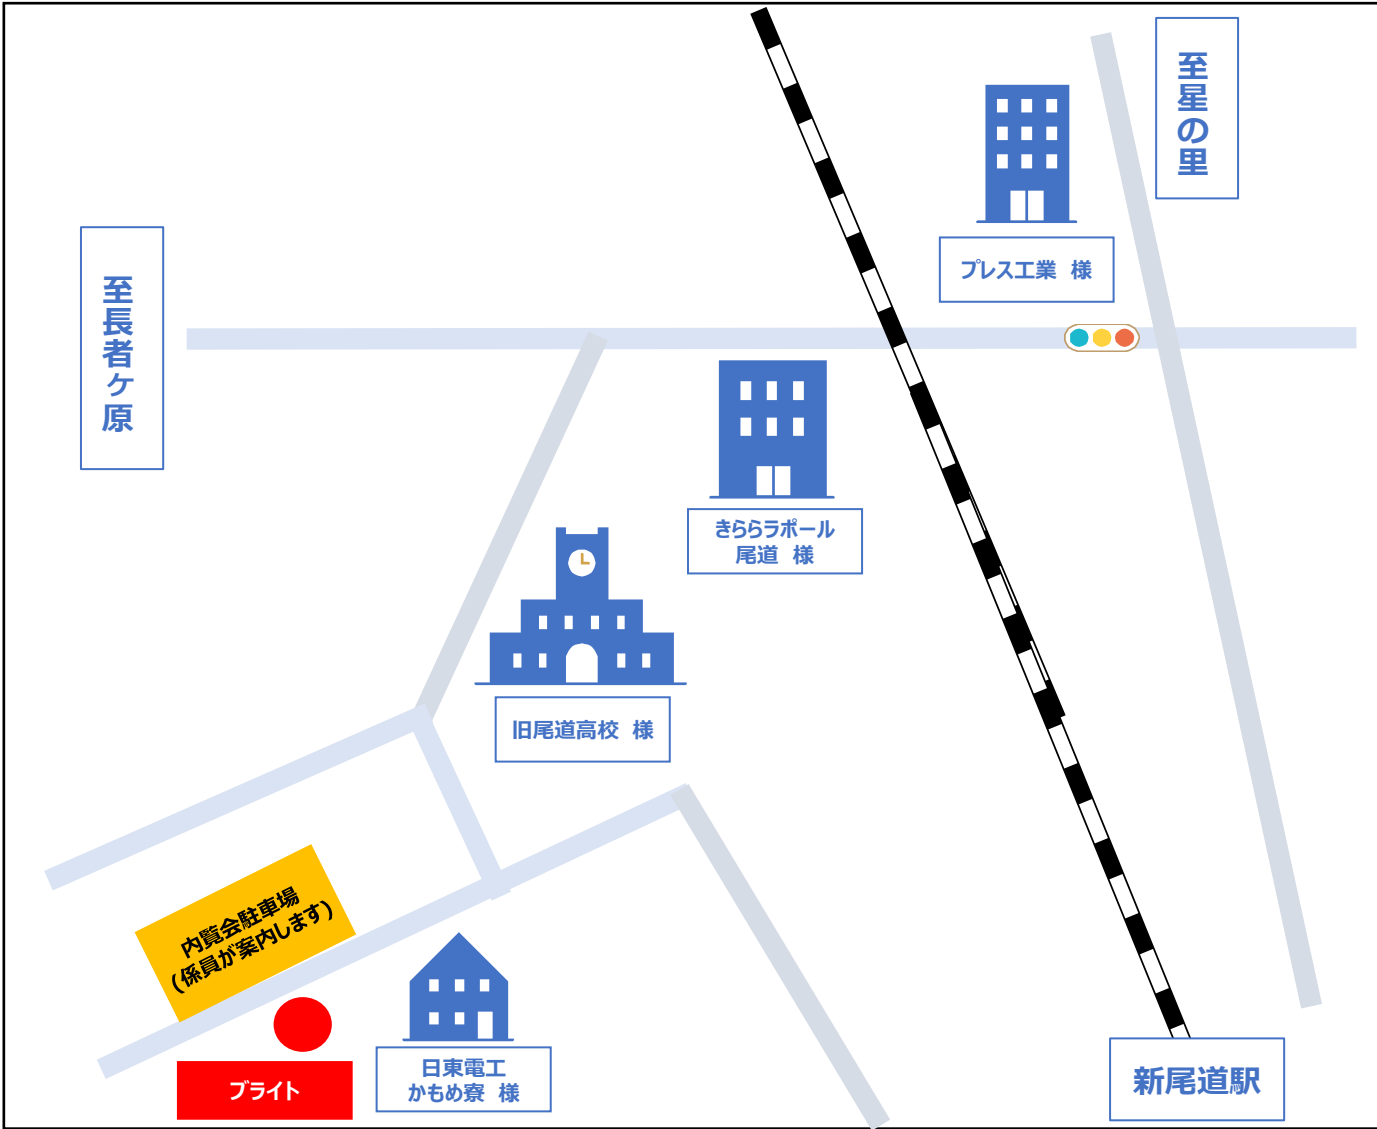 至星の里
プレス工業 様
至長者ケ原
きららラポール
尾道 様
旧尾道高校 様
内覧会駐車場
(係員が案内します)
日東電工
かもめ寮 様
ブライト
新尾道駅